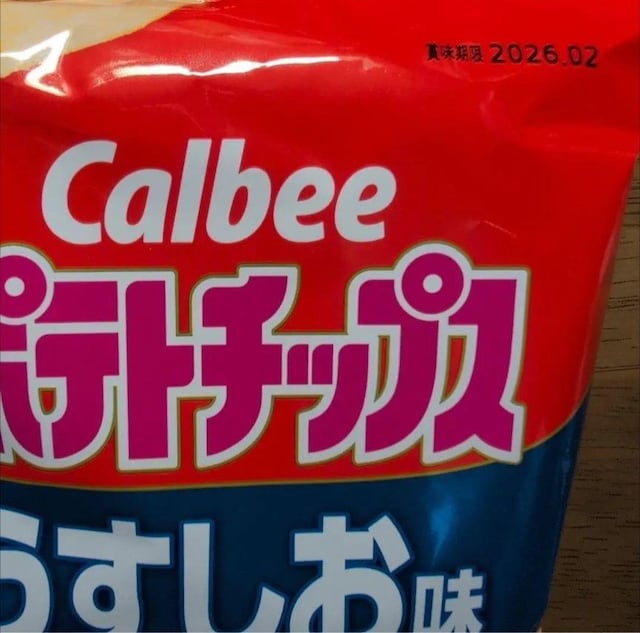 賞味期限 2026.02
Calbee
ポテトチップス
うすしお味